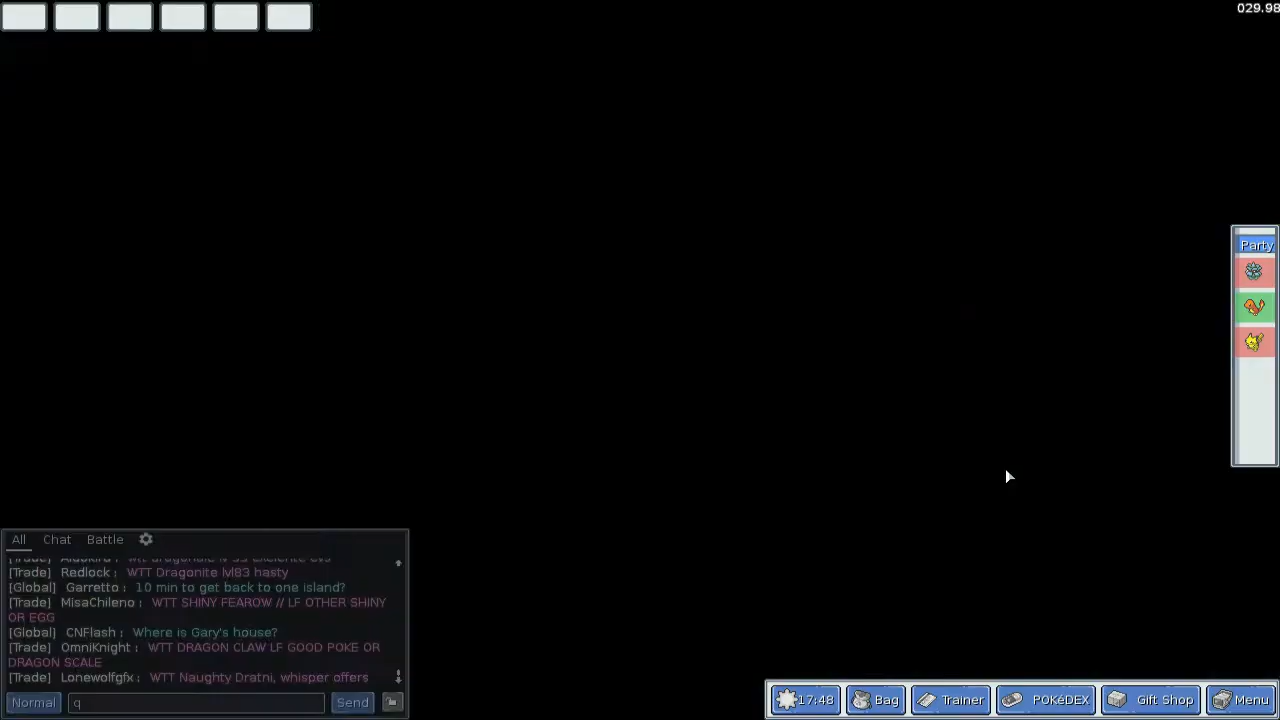 029.98
Party
All Chat Battle
[Trade] Redlock : WTT Dragonite lvl83 hasty
[Global] Garretto : 10 min to get back to one island?
[Trade] MisaChileno : WTT SHINY FEAROW // LF OTHER SHINY
OR EGG
[Global] CNFlash : Where is Gary's house?
[Trade] OmniKnight : WTT DRAGON CLAW LF GOOD POKE OR
DRAGON SCALE
[Trade] Lonewolfgfx : WTT Naughty Dratni, whisper offers
Normal q Send
17:48 Bag Trainer POKéDEX Gift Shop Menu